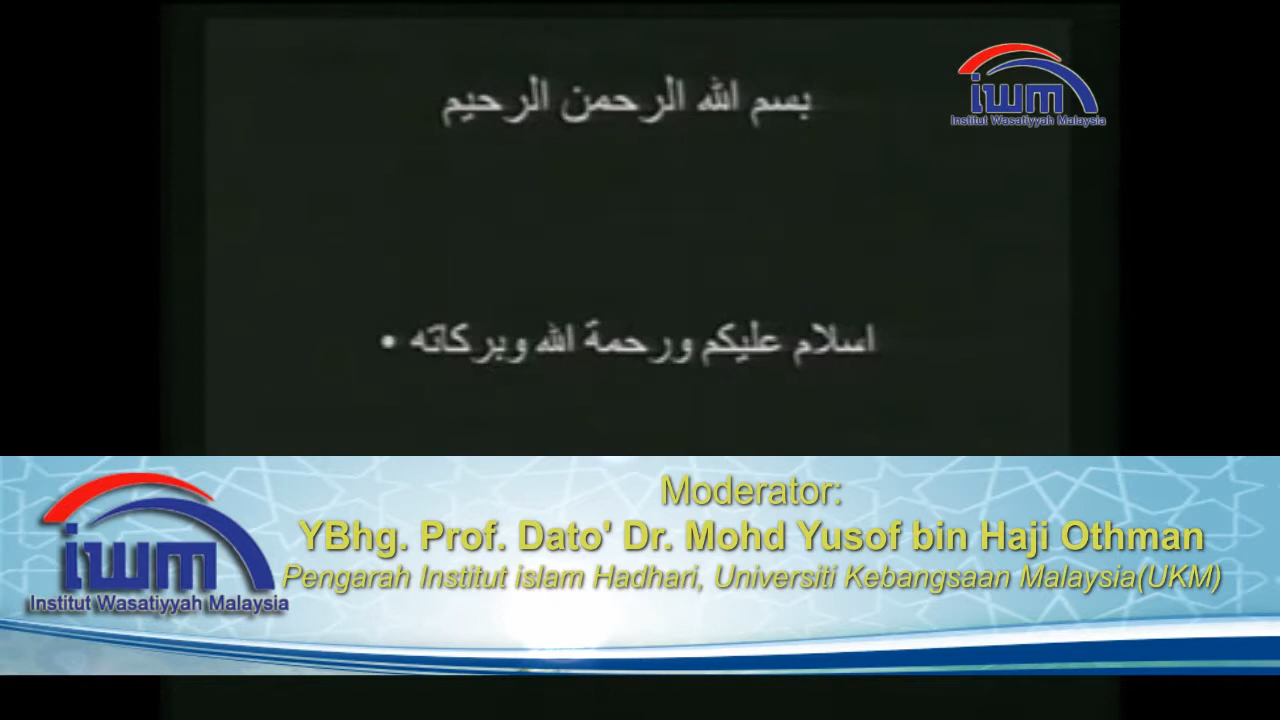 بسم الله الرحمن الرحيم
iwm
Institut Wasatiyyah Malaysia
• اسلام عليكم ورحمة الله وبركاته
iwm
Institut Wasatiyyah Malaysia
Moderator:
YBhg. Prof. Dato' Dr. Mohd Yusof bin Haji Othman
Pengarah Institut islam Hadhari, Universiti Kebangsaan Malaysia(UKM)